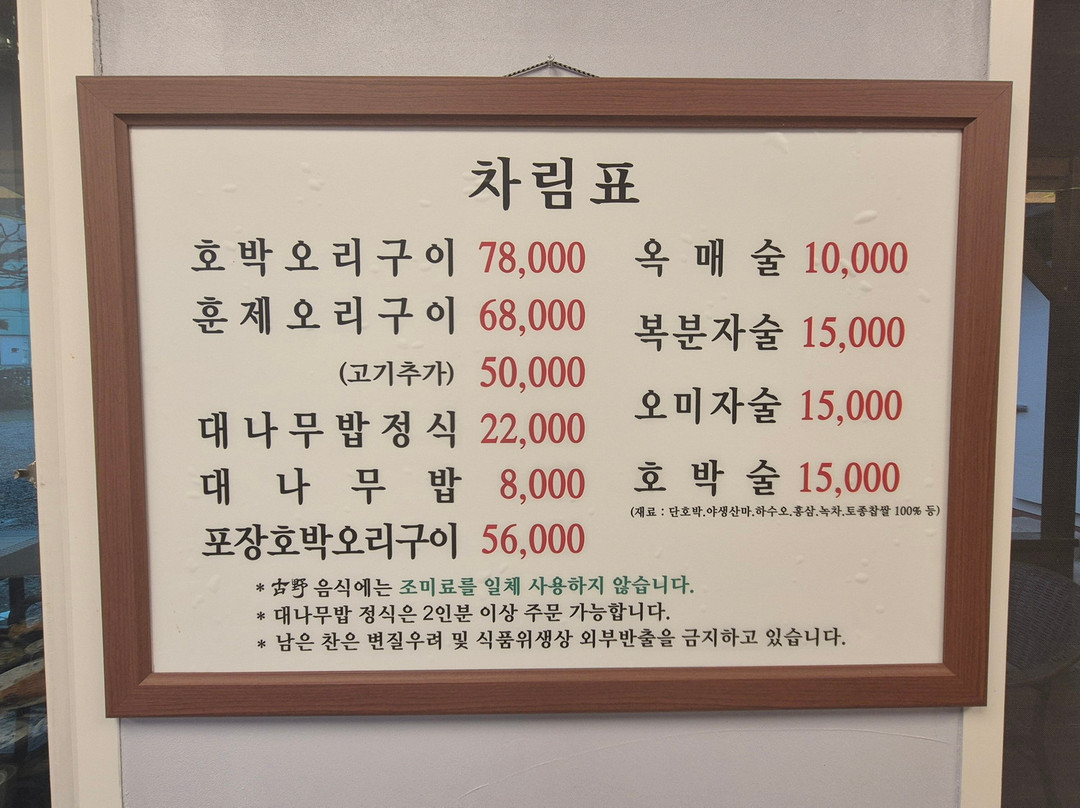 차림표
호박오리구이 78,000
훈제오리구이 68,000
(고기추가) 50,000
대나무밥정식 22,000
대나무밥 8,000
포장호박오리구이 56,000
옥매술 10,000
복분자술 15,000
오미자술 15,000
호박술 15,000
(재료 : 단호박.야생산마.하수오.홍삼.녹차.토종찹쌀 100% 등)
* 古野 음식에는 조미료를 일체 사용하지 않습니다.
* 대나무밥 정식은 2인분 이상 주문 가능합니다.
* 남은 찬은 변질우려 및 식품위생상 외부반출을 금지하고 있습니다.